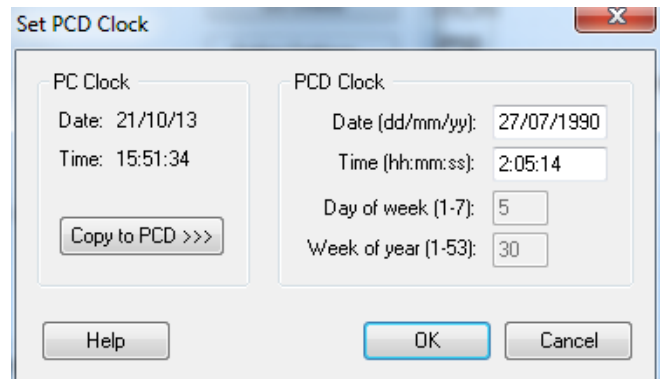 Set PCD Clock
x
PC Clock
Date: 21/10/13
Time: 15:51:34
Copy to PCD >>>
PCD Clock
Date (dd/mm/yy): 27/07/1990
Time (hh:mm:ss): 2:05:14
Day of week (1-7): 5
Week of year (1-53): 30
Help
OK
Cancel